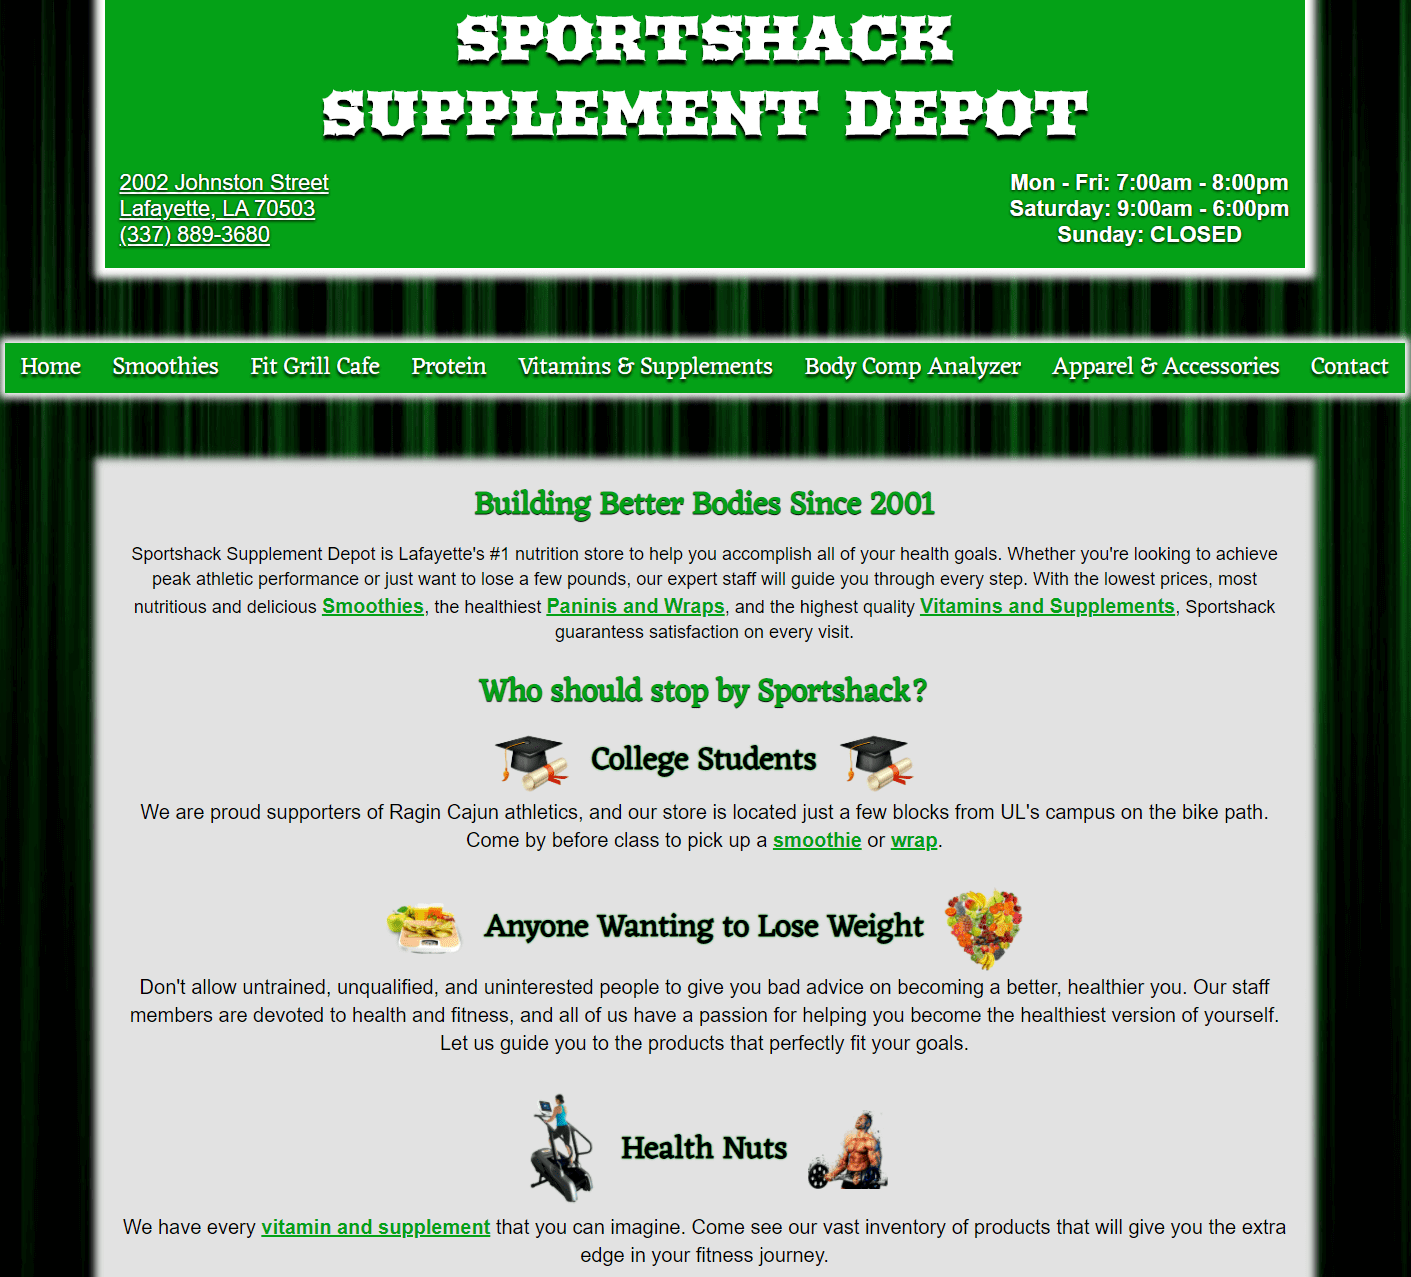 SPORTSHACK
SUPPLEMENT DEPOT
2002 Johnston Street
Lafayette, LA 70503
(337) 889-3680
Mon - Fri: 7:00am - 8:00pm
Saturday: 9:00am - 6:00pm
Sunday: CLOSED
Home Smoothies Fit Grill Cafe Protein Vitamins & Supplements Body Comp Analyzer Apparel & Accessories Contact
Building Better Bodies Since 2001
Sportshack Supplement Depot is Lafayette's #1 nutrition store to help you accomplish all of your health goals. Whether you're looking to achieve
peak athletic performance or just want to lose a few pounds, our expert staff will guide you through every step. With the lowest prices, most
nutritious and delicious Smoothies, the healthiest Paninis and Wraps, and the highest quality Vitamins and Supplements, Sportshack
guarantess satisfaction on every visit.
Who should stop by Sportshack?
College Students
We are proud supporters of Ragin Cajun athletics, and our store is located just a few blocks from UL's campus on the bike path.
Come by before class to pick up a smoothie or wrap.
Anyone Wanting to Lose Weight
Don't allow untrained, unqualified, and uninterested people to give you bad advice on becoming a better, healthier you. Our staff
members are devoted to health and fitness, and all of us have a passion for helping you become the healthiest version of yourself.
Let us guide you to the products that perfectly fit your goals.
Health Nuts
We have every vitamin and supplement that you can imagine. Come see our vast inventory of products that will give you the extra
edge in your fitness journey.